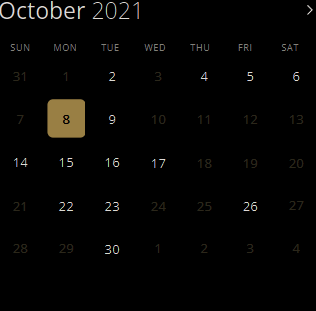 October 2021
SUN MON TUE WED THU FRI SAT
31 1 2 3 4 5 6
7 8 9 10 11 12 13
14 15 16 17 18 19 20
21 22 23 24 25 26 27
28 29 30 1 2 3 4